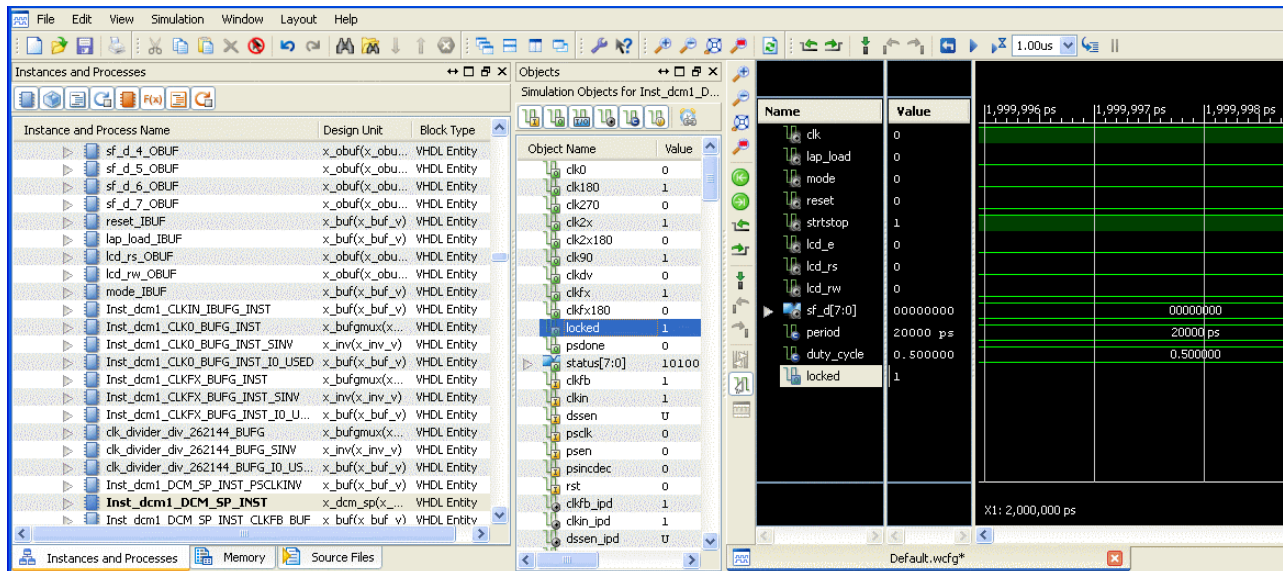 File Edit View Simulation Window Layout Help
1.00us
Instances and Processes
Instance and Process Name Design Unit Block Type
sf_d_4_OBUF x_obuf(x_obu... VHDL Entity
sf_d_5_OBUF x_obuf(x_obu... VHDL Entity
sf_d_6_OBUF x_obuf(x_obu... VHDL Entity
sf_d_7_OBUF x_obuf(x_obu... VHDL Entity
reset_IBUF x_buf(x_buf_v) VHDL Entity
lap_load_IBUF x_buf(x_buf_v) VHDL Entity
lcd_rs_OBUF x_obuf(x_obu... VHDL Entity
lcd_rw_OBUF x_obuf(x_obu... VHDL Entity
mode_IBUF x_buf(x_buf_v) VHDL Entity
Inst_dcm1_CLKIN_IBUFG_INST x_buf(x_buf_v) VHDL Entity
Inst_dcm1_CLK0_BUFG_INST x_bufgmux(x... VHDL Entity
Inst_dcm1_CLK0_BUFG_INST_SINV x_inv(x_inv_v) VHDL Entity
Inst_dcm1_CLK0_BUFG_INST_I0_USED x_buf(x_buf_v) VHDL Entity
Inst_dcm1_CLKFX_BUFG_INST x_bufgmux(x... VHDL Entity
Inst_dcm1_CLKFX_BUFG_INST_SINV x_inv(x_inv_v) VHDL Entity
Inst_dcm1_CLKFX_BUFG_INST_I0_U... x_buf(x_buf_v) VHDL Entity
clk_divider_div_262144_BUFG x_bufgmux(x... VHDL Entity
clk_divider_div_262144_BUFG_SINV x_inv(x_inv_v) VHDL Entity
clk_divider_div_262144_BUFG_I0_US... x_buf(x_buf_v) VHDL Entity
Inst_dcm1_DCM_SP_INST_PSCLKINV x_buf(x_buf_v) VHDL Entity
Inst_dcm1_DCM_SP_INST x_dcm_sp(x_... VHDL Entity
Inst_dcm1_DCM_SP_INST_CLKFB_BUF x_buf(x_buf_v) VHDL Entity
Instances and Processes Memory Source Files
Objects
Simulation Objects for Inst_dcm1_D...
Object Name Value
clk0 0
clk180 1
clk270 0
clk2x 1
clk2x180 0
clk90 1
clkdv 0
clkfx 1
clkfx180 0
locked 1
psdone 0
status[7:0] 10100
clkfb 1
clkin 1
dssen U
psclk 0
psen 0
psincdec 0
rst 0
clkfb_ipd 1
clkin_ipd 1
dssen_ipd U
Name Value
clk 0
lap_load 0
mode 0
reset 0
strtstop 1
lcd_e 0
lcd_rs 0
lcd_rw 0
sf_d[7:0] 00000000
period 20000 ps
duty_cycle 0.500000
locked 1
1,999,996 ps 1,999,997 ps 1,999,998 ps
00000000
20000 ps
0.500000
X1: 2,000,000 ps
Default.wcfg*